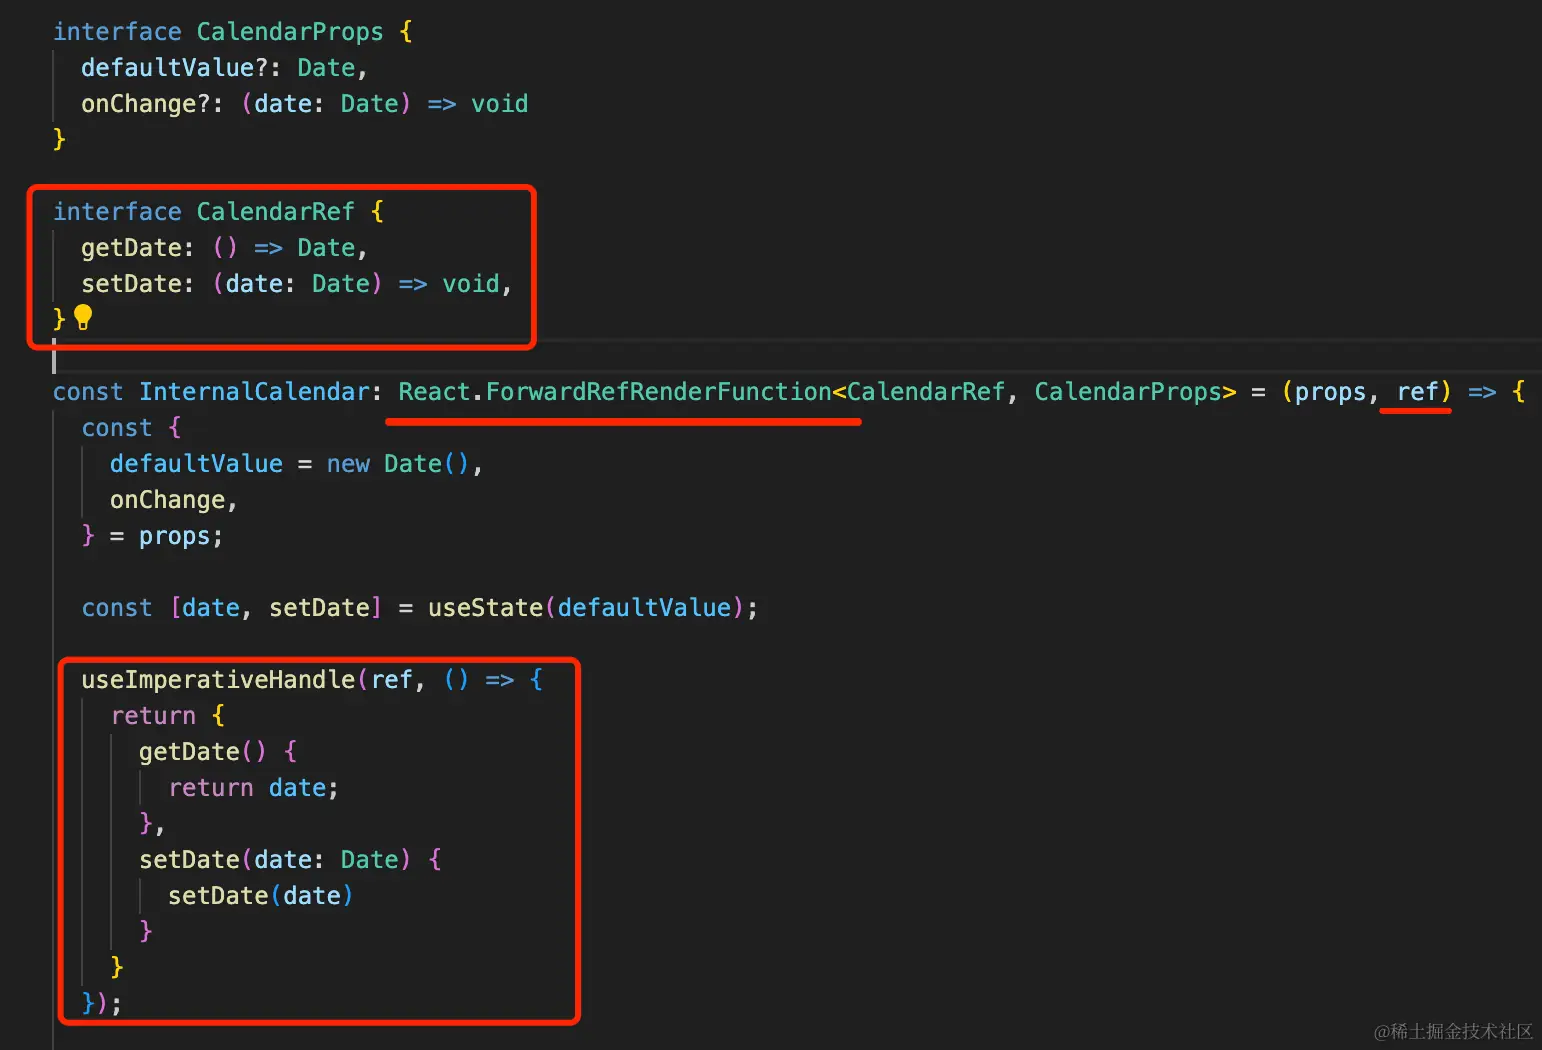 interface CalendarProps {
  defaultValue?: Date,
  onChange?: (date: Date) => void
}
interface CalendarRef {
  getDate: () => Date,
  setDate: (date: Date) => void,
}
const InternalCalendar: React.ForwardRefRenderFunction<CalendarRef, CalendarProps> = (props, ref) => {
  const {
    defaultValue = new Date(),
    onChange,
  } = props;
  const [date, setDate] = useState(defaultValue);
  useImperativeHandle(ref, () => {
    return {
      getDate() {
        return date;
      },
      setDate(date: Date) {
        setDate(date)
      }
    }
  });
@稀土掘金技术社区